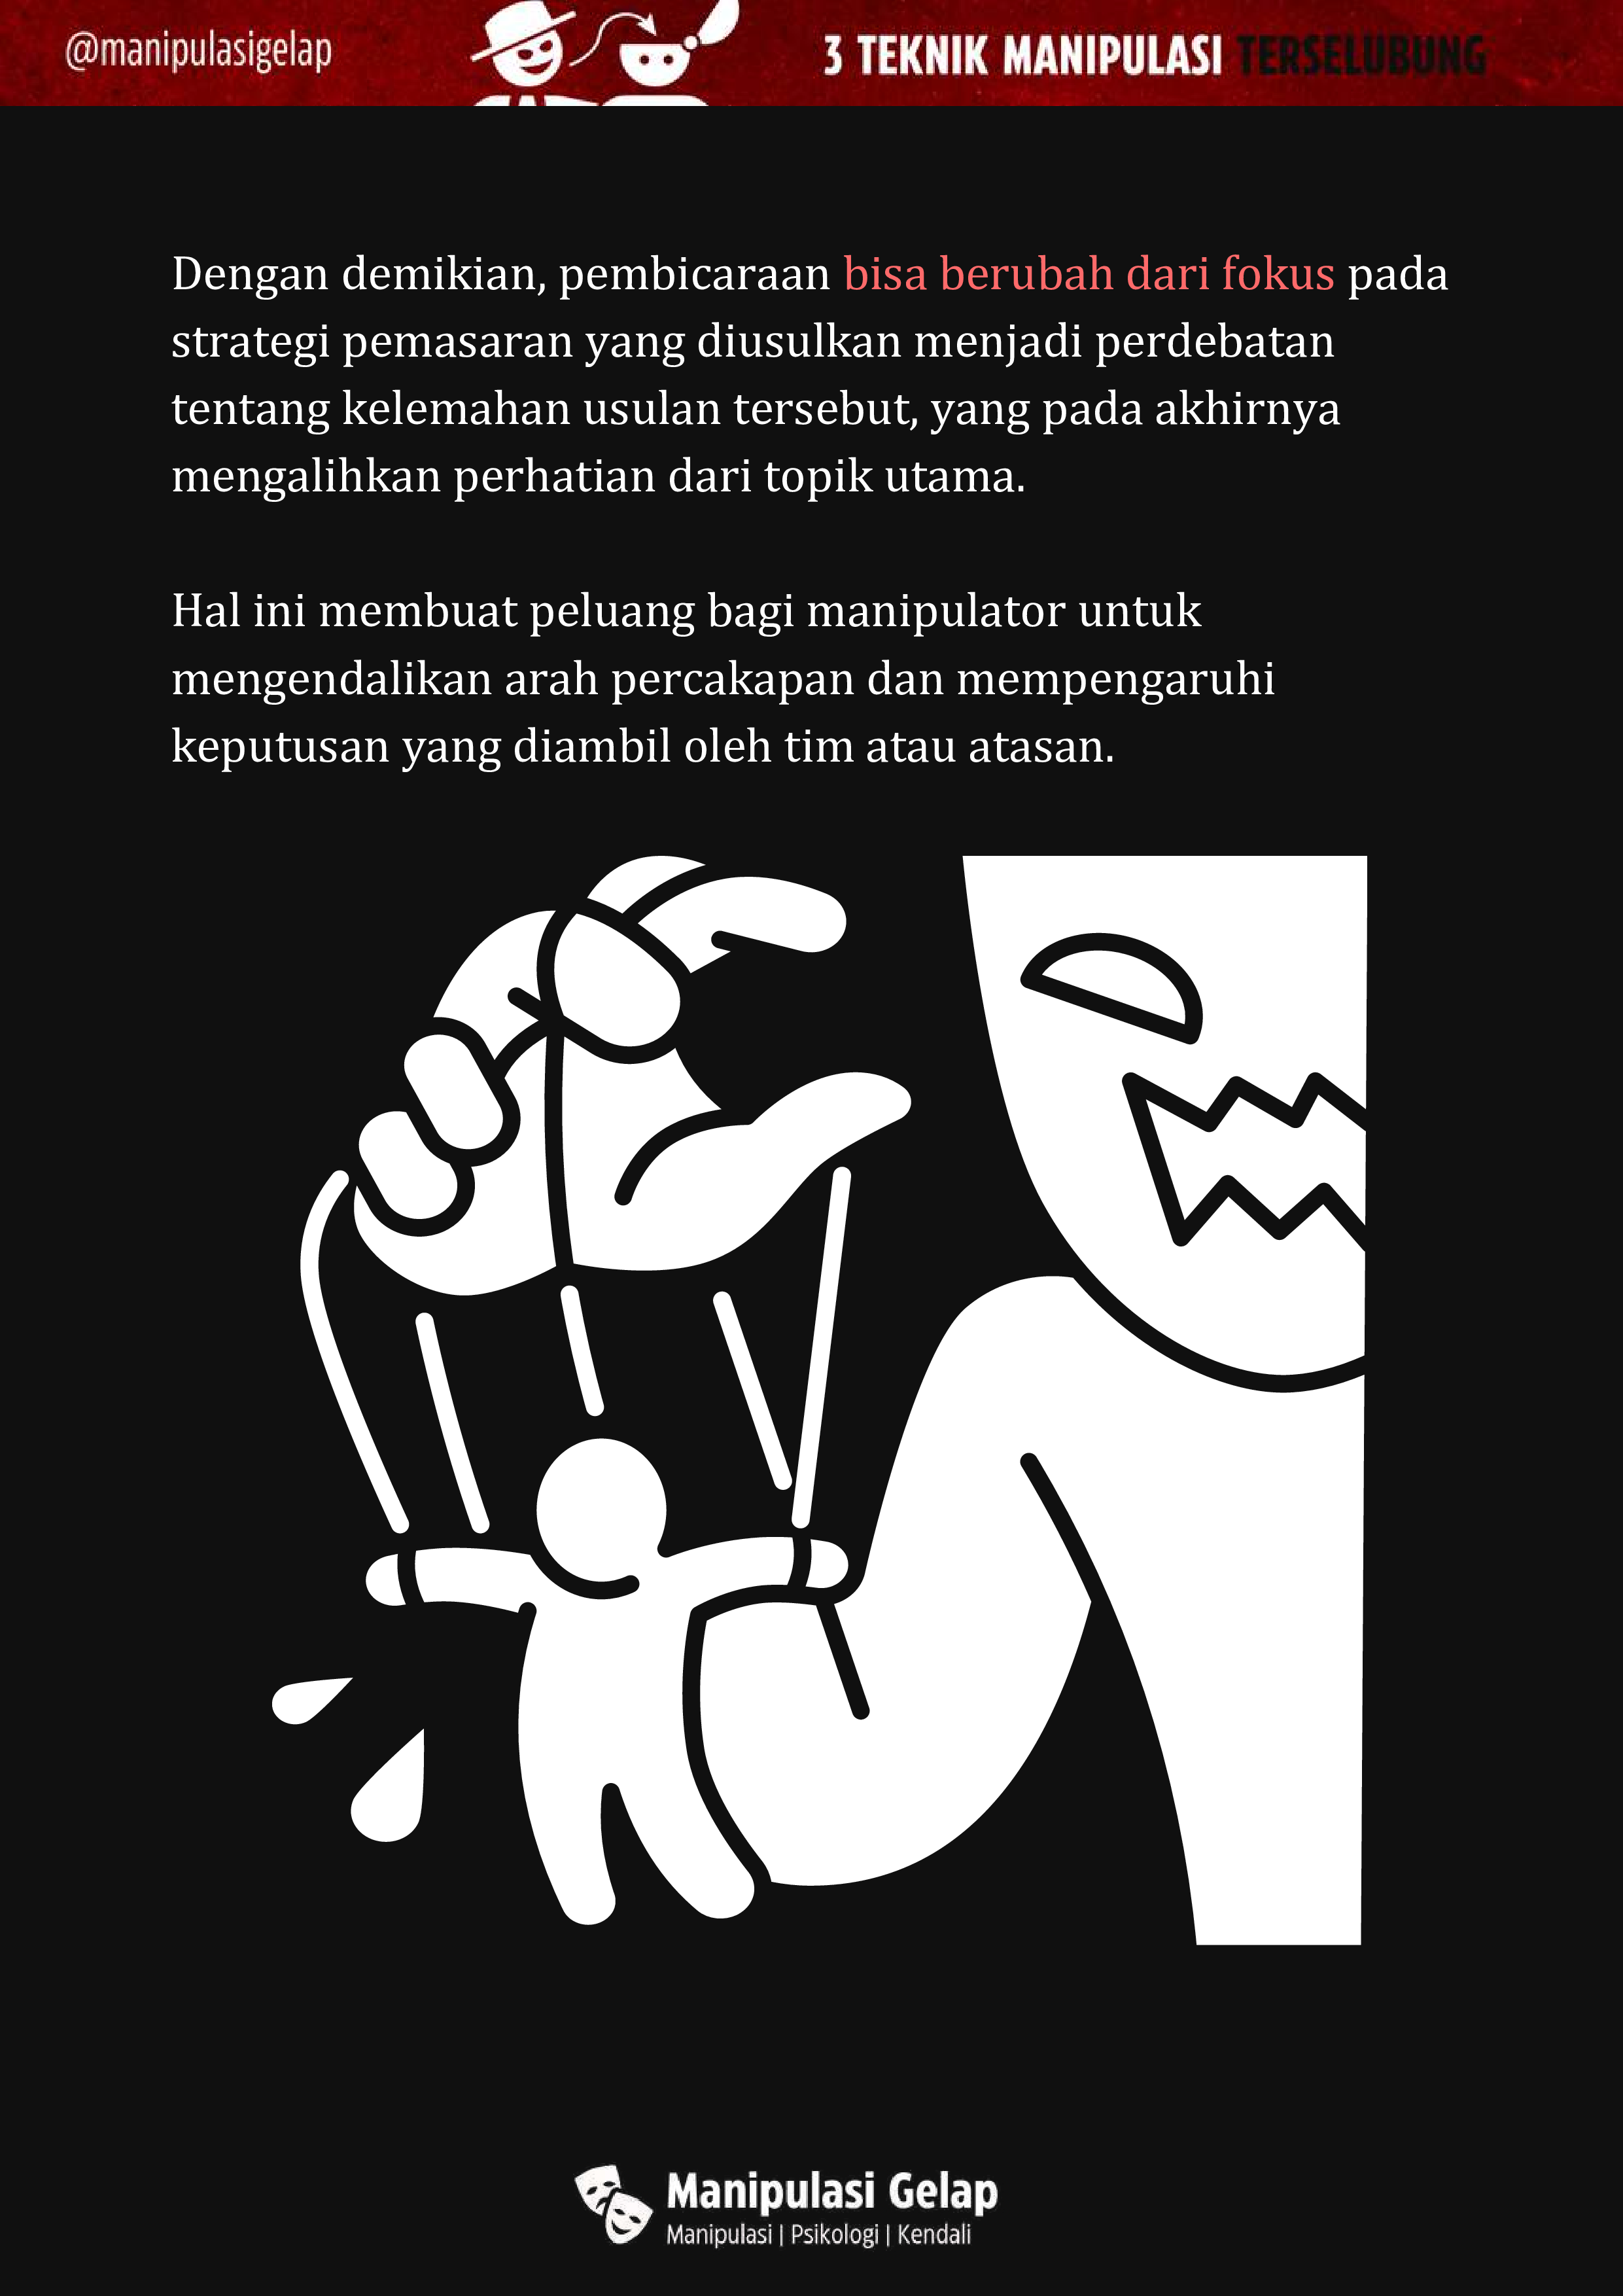 @manipulasigelap
3 TEKNIK MANIPULASI TERSELUBUNG
Dengan demikian, pembicaraan bisa berubah dari fokus pada
strategi pemasaran yang diusulkan menjadi perdebatan
tentang kelemahan usulan tersebut, yang pada akhirnya
mengalihkan perhatian dari topik utama.
Hal ini membuat peluang bagi manipulator untuk
mengendalikan arah percakapan dan mempengaruhi
keputusan yang diambil oleh tim atau atasan.
Manipulasi Gelap
Manipulasi | Psikologi | Kendali